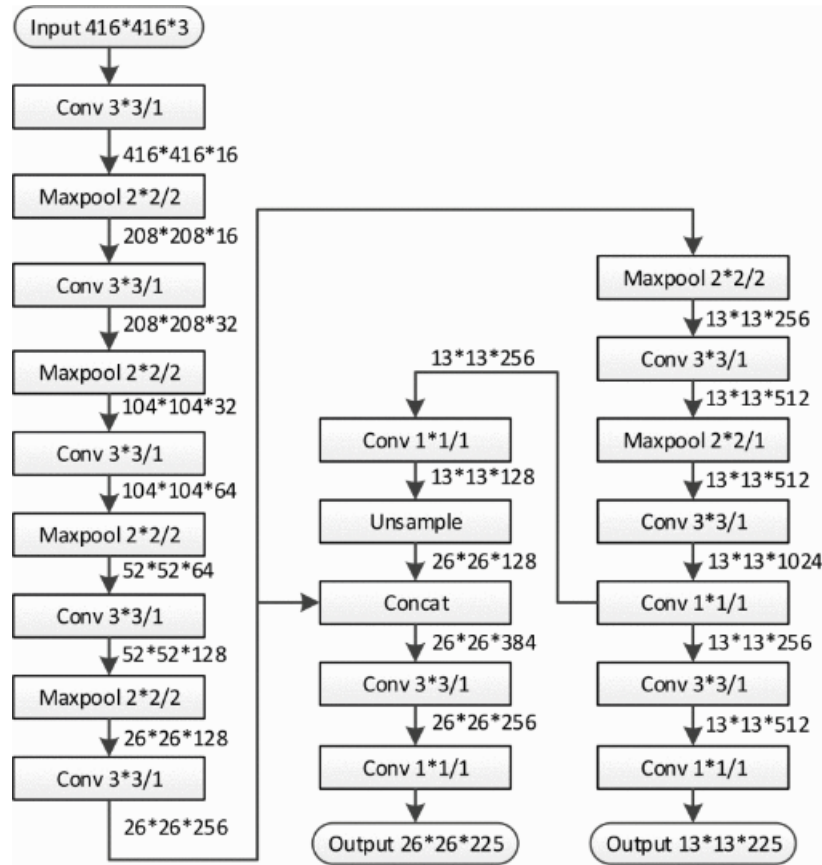 Input 416*416*3
Conv 3*3/1
416*416*16
Maxpool 2*2/2
208*208*16
Conv 3*3/1
208*208*32
Maxpool 2*2/2
104*104*32
Conv 3*3/1
104*104*64
Maxpool 2*2/2
52*52*64
Conv 3*3/1
52*52*128
Maxpool 2*2/2
26*26*128
Conv 3*3/1
26*26*256
13*13*256
Conv 1*1/1
13*13*128
Unsample
26*26*128
Concat
26*26*384
Conv 3*3/1
26*26*256
Conv 1*1/1
Output 26*26*225
Maxpool 2*2/2
13*13*256
Conv 3*3/1
13*13*512
Maxpool 2*2/1
13*13*512
Conv 3*3/1
13*13*1024
Conv 1*1/1
13*13*256
Conv 3*3/1
13*13*512
Conv 1*1/1
Output 13*13*225